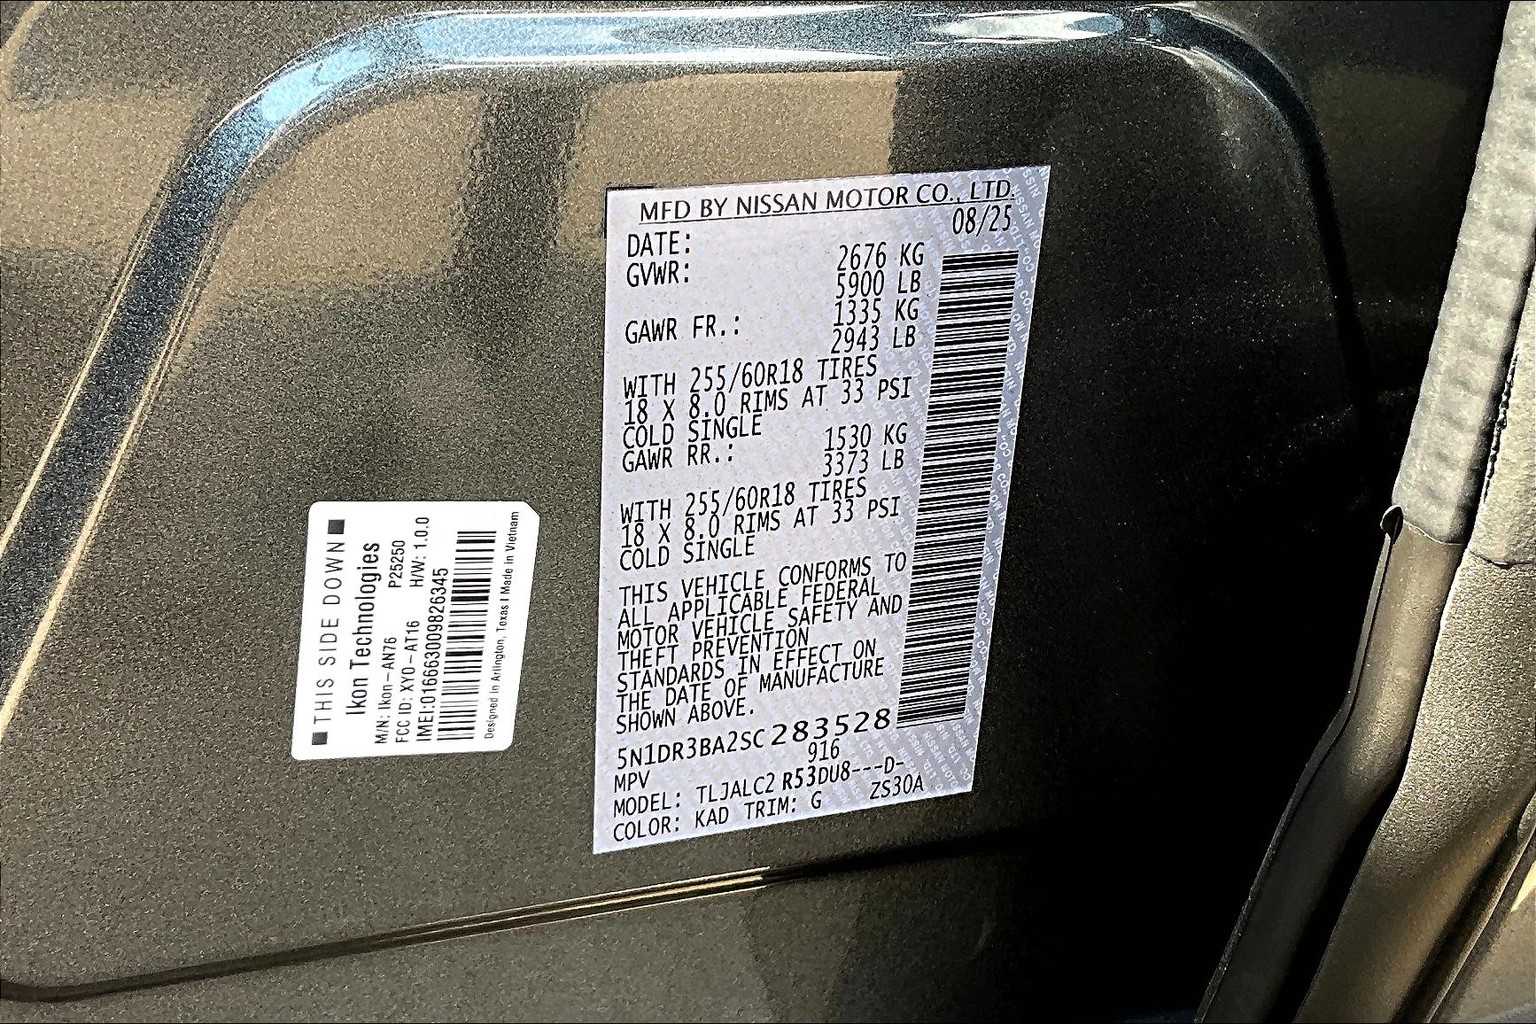 MFD BY NISSAN MOTOR CO., LTD.
DATE: 08/25
GVWR: 2676 KG
5900 LB
GAWR FR.: 1335 KG
2943 LB
WITH 255/60R18 TIRES
18 X 8.0 RIMS AT 33 PSI
COLD SINGLE
GAWR RR.: 1530 KG
3373 LB
WITH 255/60R18 TIRES
18 X 8.0 RIMS AT 33 PSI
COLD SINGLE
THIS VEHICLE CONFORMS TO
ALL APPLICABLE FEDERAL
MOTOR VEHICLE SAFETY AND
THEFT PREVENTION
STANDARDS IN EFFECT ON
THE DATE OF MANUFACTURE
SHOWN ABOVE.
5N1DR3BA2SC283528
MPV 916
MODEL: TLJALC2 R53DU8---D-
COLOR: KAD TRIM: G ZS30A
THIS SIDE DOWN
Ikon Technologies
M/N: Ikon-AN76 P25250
FCC ID: XYO-AT16 H/W: 1.0.0
IMEI:016663009826345
Designed in Arlington, Texas | Made in Vietnam